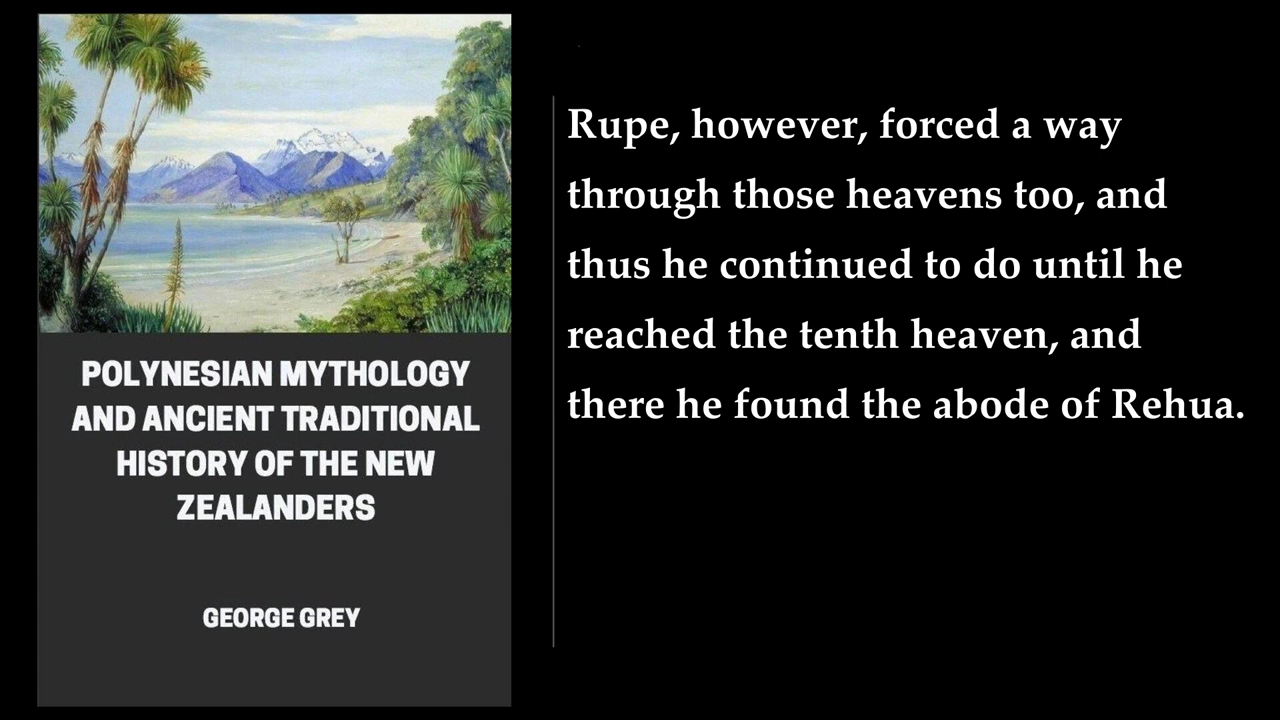 POLYNESIAN MYTHOLOGY
AND ANCIENT TRADITIONAL
HISTORY OF THE NEW
ZEALANDERS
GEORGE GREY
Rupe, however, forced a way
through those heavens too, and
thus he continued to do until he
reached the tenth heaven, and
there he found the abode of Rehua.